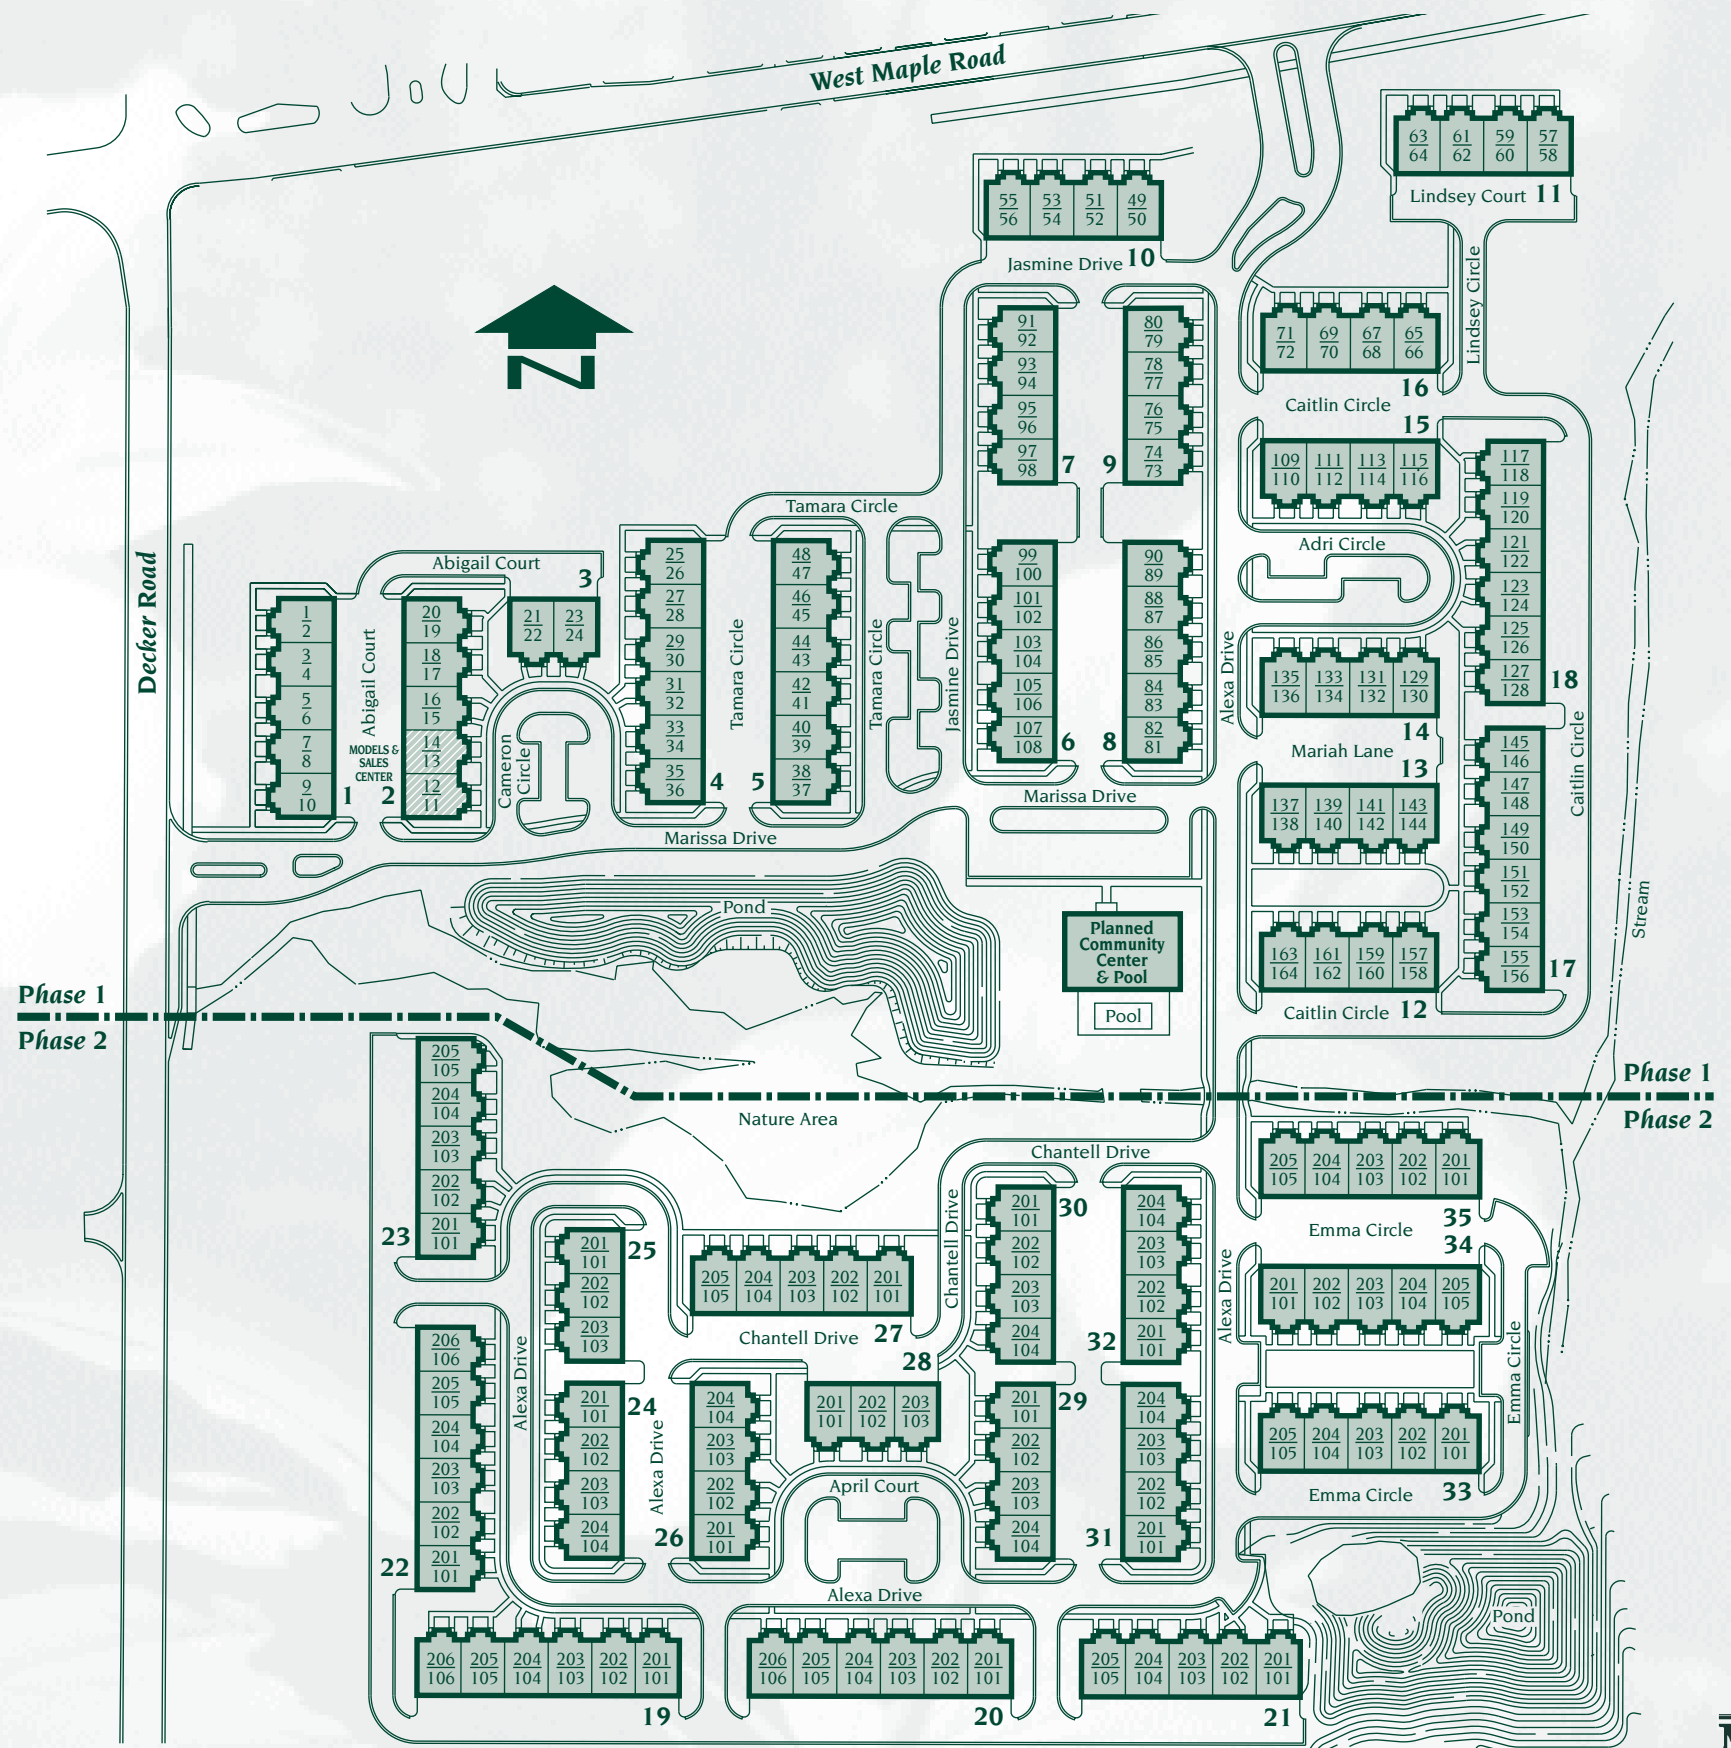 West Maple Road
63 61 59 57
64 62 60 58
Lindsey Court 11
55 53 51 49
56 54 52 50
Jasmine Drive 10
Lindsey Circle
N
91
92
93
94
95
96
97
98
7
80
79
78
77
76
75
74
73
9
71 69 67 65
72 70 68 66
16
Caitlin Circle
15
109 111 113 115
110 112 114 116
117
118
119
120
121
122
123
124
125
126
127
128
18
Adri Circle
Tamara Circle
Decker Road
Abigail Court
3
1
2
3
4
5
6
7
8
9
10
1
Abigail Court
MODELS &
SALES
CENTER
2
20
19
18
17
16
15
14
13
12
11
21 23
22 24
Cameron
Circle
25
26
27
28
29
30
31
32
33
34
35
36
4
Tamara Circle
48
47
46
45
44
43
42
41
40
39
38
37
5
Tamara Circle
Jasmine Drive
99
100
101
102
103
104
105
106
107
108
6
90
89
88
87
86
85
84
83
82
81
8
Alexa Drive
135 133 131 129
136 134 132 130
14
Mariah Lane
13
137 139 141 143
138 140 142 144
145
146
147
148
149
150
151
152
153
154
155
156
17
Caitlin Circle
Stream
Marissa Drive
Marissa Drive
Pond
Planned
Community
Center
& Pool
Pool
163 161 159 157
164 162 160 158
Caitlin Circle 12
Phase 1
Phase 2
Phase 1
Phase 2
Nature Area
205
105
204
104
203
103
202
102
201
101
23
Chantell Drive
Chantell Drive
201
101
202
102
203
103
204
104
30
204
104
203
103
202
102
201
101
32
Alexa Drive
205 204 203 202 201
105 104 103 102 101
35
Emma Circle
34
201 202 203 204 205
101 102 103 104 105
Emma Circle
201
101
202
102
203
103
25
205 204 203 202 201
105 104 103 102 101
Chantell Drive 27
28
206
106
205
105
204
104
203
103
202
102
201
101
22
Alexa Drive
201
101
202
102
203
103
204
104
24
Alexa Drive
204
104
203
103
202
102
201
101
26
201 202 203
101 102 103
April Court
201
101
202
102
203
103
204
104
29
204
104
203
103
202
102
201
101
31
205 204 203 202 201
105 104 103 102 101
Emma Circle 33
Alexa Drive
Pond
206 205 204 203 202 201
106 105 104 103 102 101
19
206 205 204 203 202 201
106 105 104 103 102 101
20
205 204 203 202 201
105 104 103 102 101
21